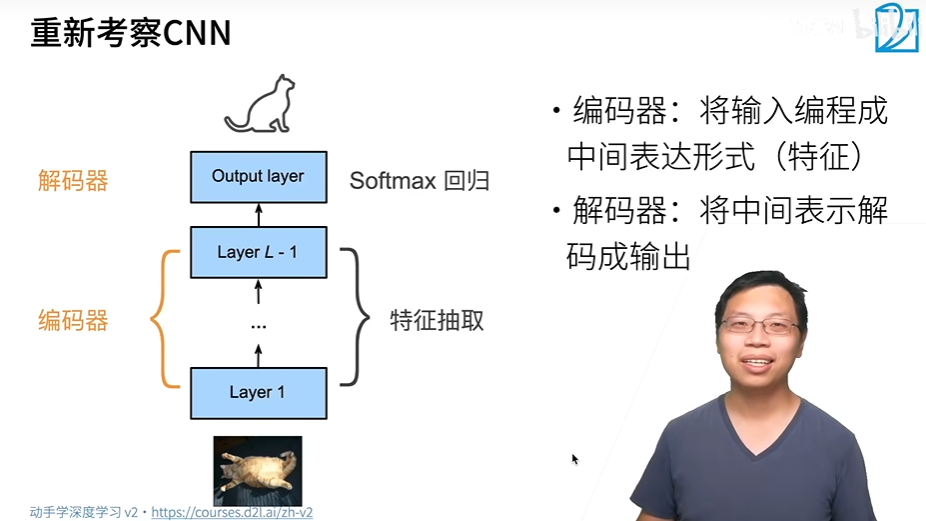 重新考察CNN
解码器
Output layer
Softmax 回归
Layer L - 1
编码器
...
特征抽取
Layer 1
• 编码器：将输入编程成
中间表达形式（特征）
• 解码器：将中间表示解
码成输出
动手学深度学习 v2 • https://courses.d2l.ai/zh-v2